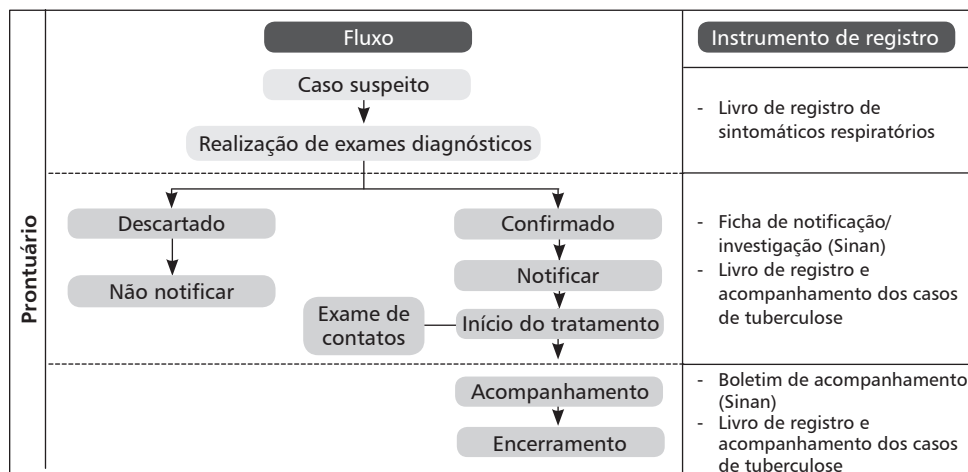 Fluxo
Instrumento de registro
Caso suspeito
Realização de exames diagnósticos
- Livro de registro de
sintomáticos respiratórios
Prontuário
Descartado
Não notificar
Confirmado
Notificar
Exame de
contatos
Início do tratamento
- Ficha de notificação/
investigação (Sinan)
- Livro de registro e
acompanhamento dos casos
de tuberculose
Acompanhamento
Encerramento
- Boletim de acompanhamento
(Sinan)
- Livro de registro e
acompanhamento dos casos
de tuberculose